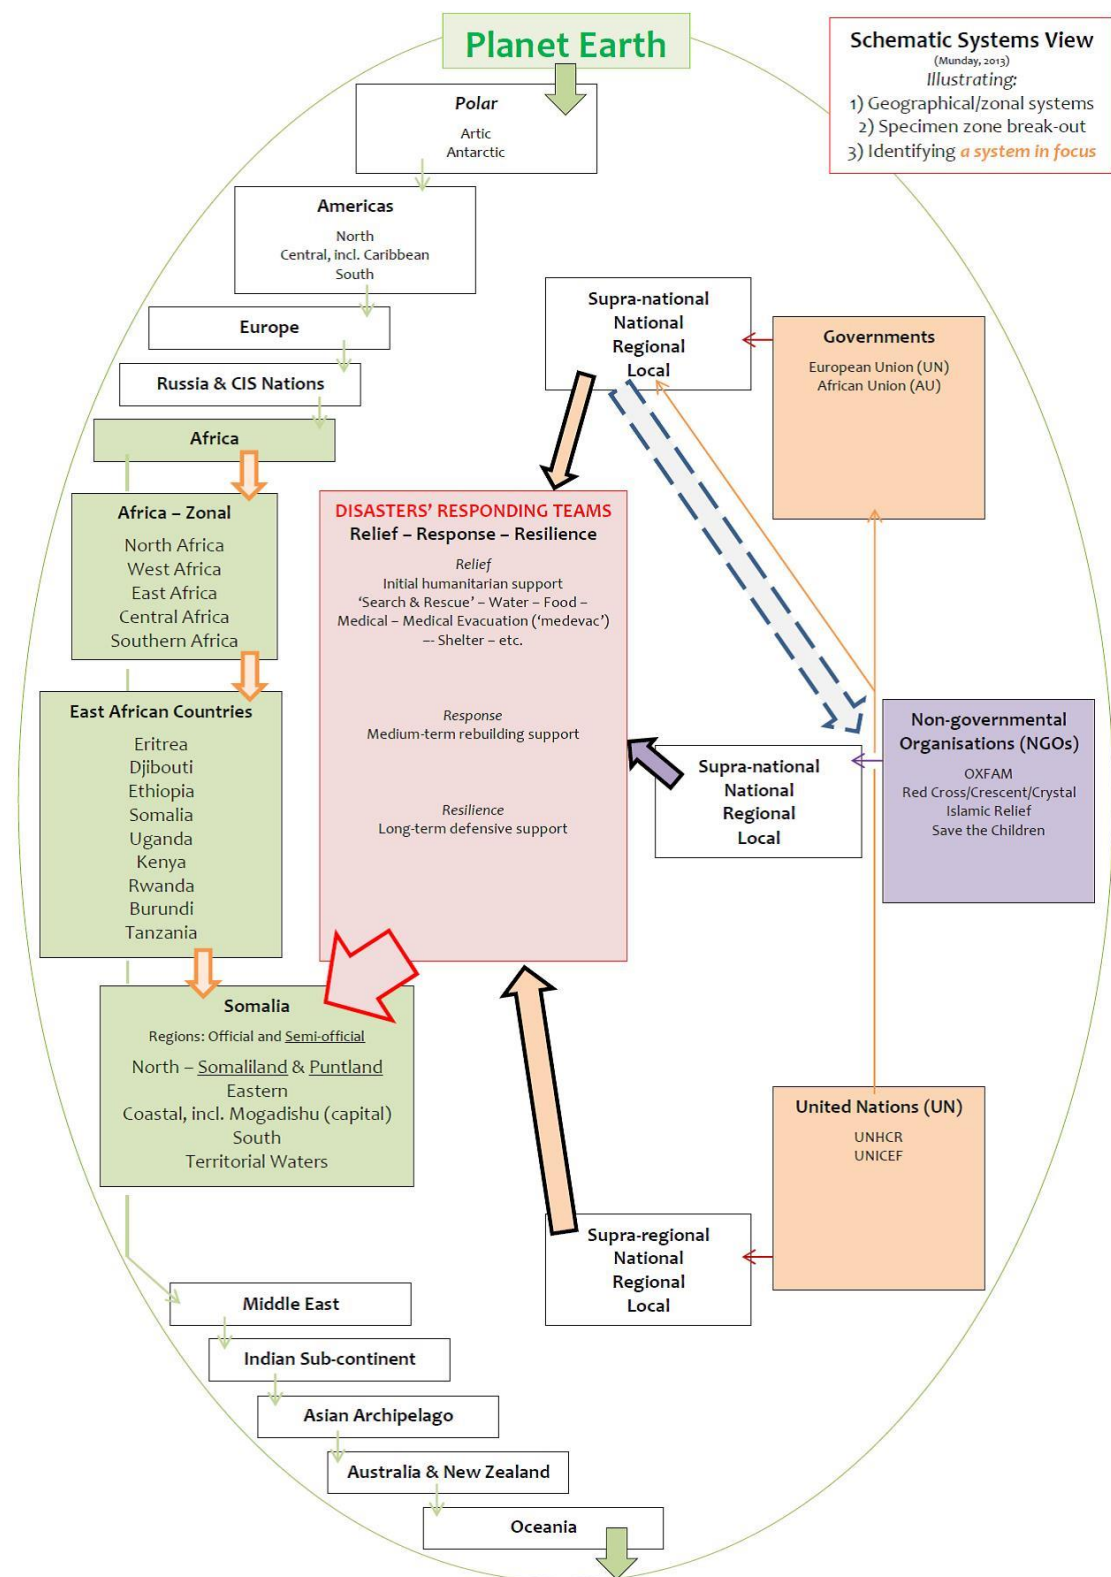 Planet Earth
Schematic Systems View
(Munday, 2013)
Illustrating:
1) Geographical/zonal systems
2) Specimen zone break-out
3) Identifying a system in focus
Polar
Artic
Antarctic
Americas
North
Central, incl. Caribbean
South
Europe
Russia & CIS Nations
Africa
Africa – Zonal
North Africa
West Africa
East Africa
Central Africa
Southern Africa
East African Countries
Eritrea
Djibouti
Ethiopia
Somalia
Uganda
Kenya
Rwanda
Burundi
Tanzania
Somalia
Regions: Official and Semi-official
North – Somaliland & Puntland
Eastern
Coastal, incl. Mogadishu (capital)
South
Territorial Waters
Middle East
Indian Sub-continent
Asian Archipelago
Australia & New Zealand
Oceania
DISASTERS’ RESPONDING TEAMS
Relief – Response – Resilience
Relief
Initial humanitarian support
‘Search & Rescue’ – Water – Food –
Medical – Medical Evacuation (‘medevac’)
–- Shelter – etc.
Response
Medium-term rebuilding support
Resilience
Long-term defensive support
Supra-national
National
Regional
Local
Governments
European Union (UN)
African Union (AU)
Supra-national
National
Regional
Local
Non-governmental
Organisations (NGOs)
OXFAM
Red Cross/Crescent/Crystal
Islamic Relief
Save the Children
United Nations (UN)
UNHCR
UNICEF
Supra-regional
National
Regional
Local